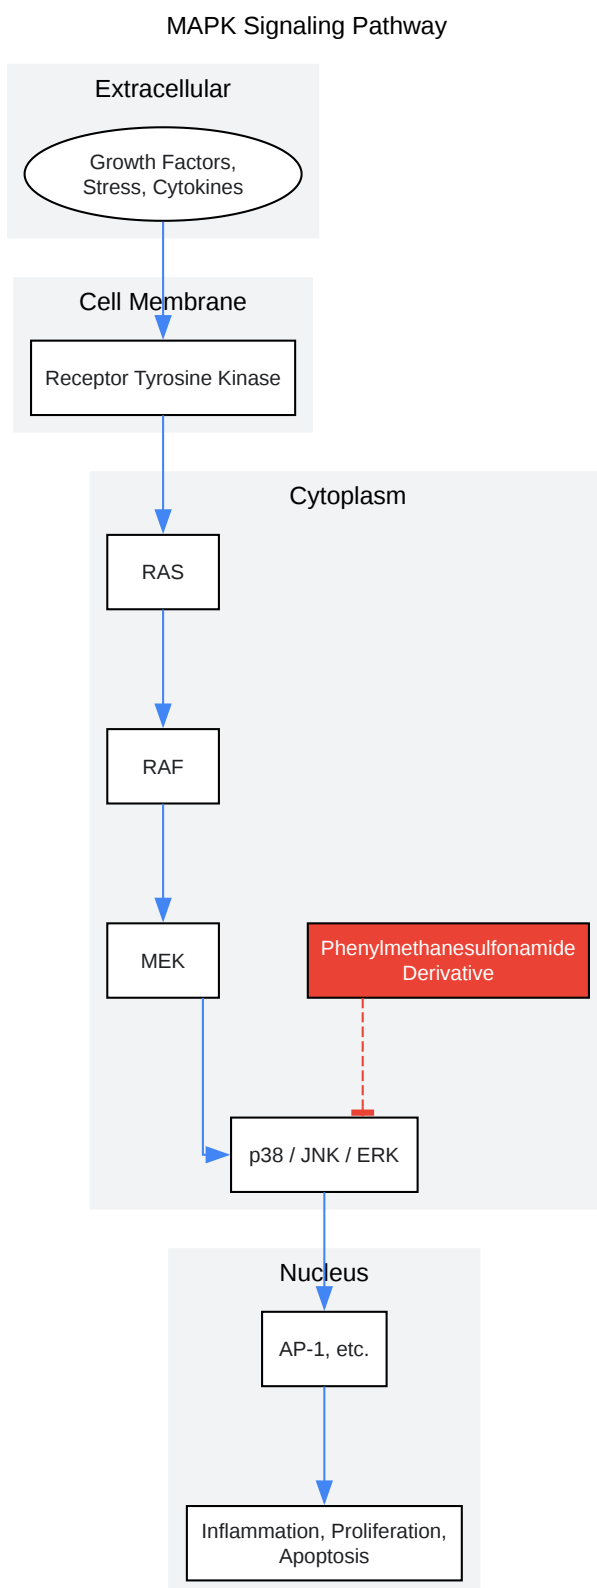 MAPK Signaling Pathway
Extracellular
Growth Factors,
Stress, Cytokines
Cell Membrane
Receptor Tyrosine Kinase
Cytoplasm
RAS
RAF
MEK
Phenylmethanesulfonamide
Derivative
p38 / JNK / ERK
Nucleus
AP-1, etc.
Inflammation, Proliferation,
Apoptosis